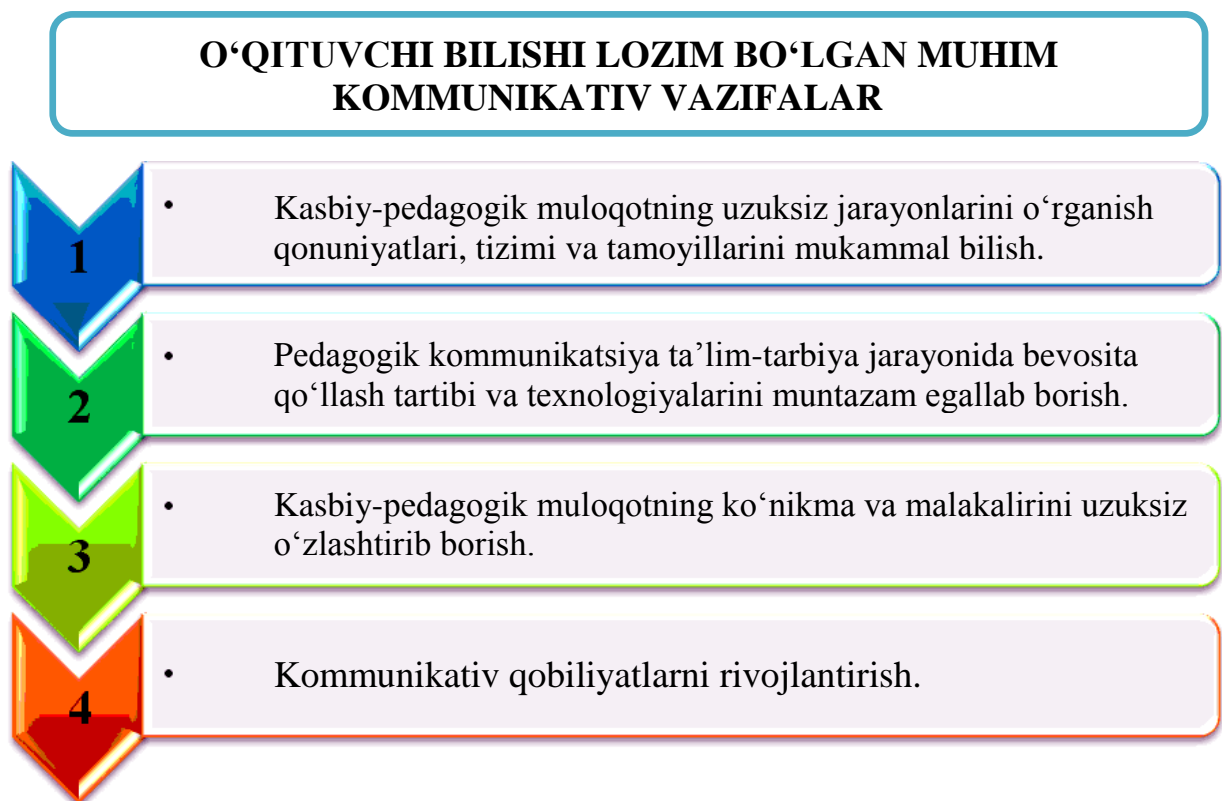 O‘QITUVCHI BILISHI LOZIM BO‘LGAN MUHIM
KOMMUNIKATIV VAZIFALAR
1
• Kasbiy-pedagogik muloqotning uzuksiz jarayonlarini o‘rganish
qonuniyatlari, tizimi va tamoyillarini mukammal bilish.
2
• Pedagogik kommunikatsiya ta’lim-tarbiya jarayonida bevosita
qo‘llash tartibi va texnologiyalarini muntazam egallab borish.
3
• Kasbiy-pedagogik muloqotning ko‘nikma va malakalirini uzuksiz
o‘zlashtirib borish.
4
• Kommunikativ qobiliyatlarni rivojlantirish.